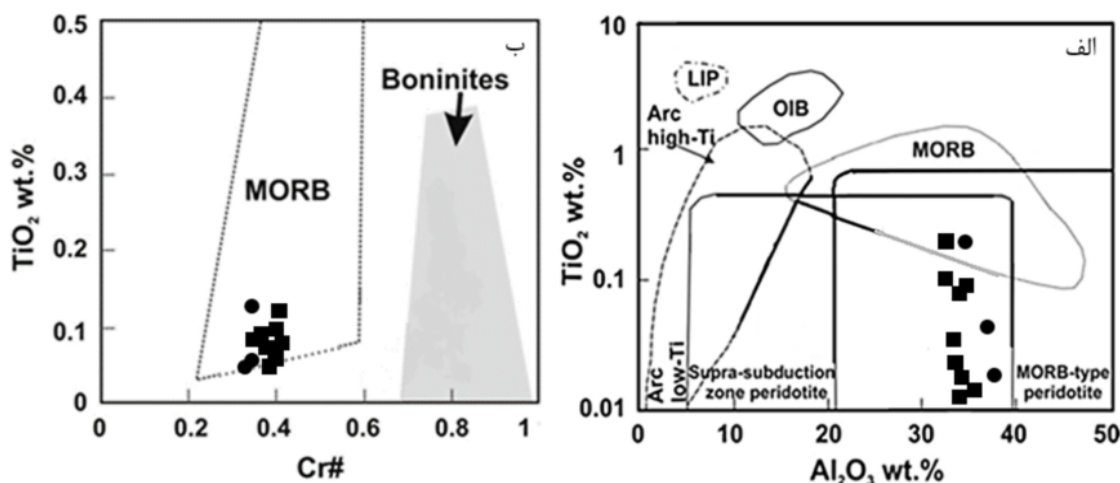 ب
0.5
0.4
0.3
0.2
0.1
0
TiO₂ wt.%
Boninites
MORB
0
0.2
0.4
0.6
0.8
1
Cr#
الف
10
1
0.1
0.01
TiO₂ wt.%
LIP
OIB
Arc
high-Ti
MORB
Arc
low-Ti
Supra-subduction
zone peridotite
MORB-type
peridotite
0
10
20
30
40
50
Al₂O₃ wt.%